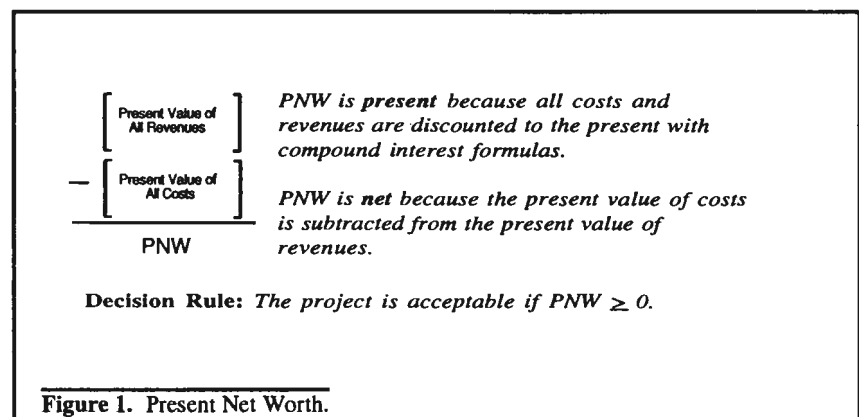 Present Value of
All Revenues
PNW is present because all costs and
revenues are discounted to the present with
compound interest formulas.
– Present Value of
All Costs
PNW is net because the present value of costs
is subtracted from the present value of
revenues.
PNW
Decision Rule: The project is acceptable if PNW ≥ 0.
Figure 1. Present Net Worth.